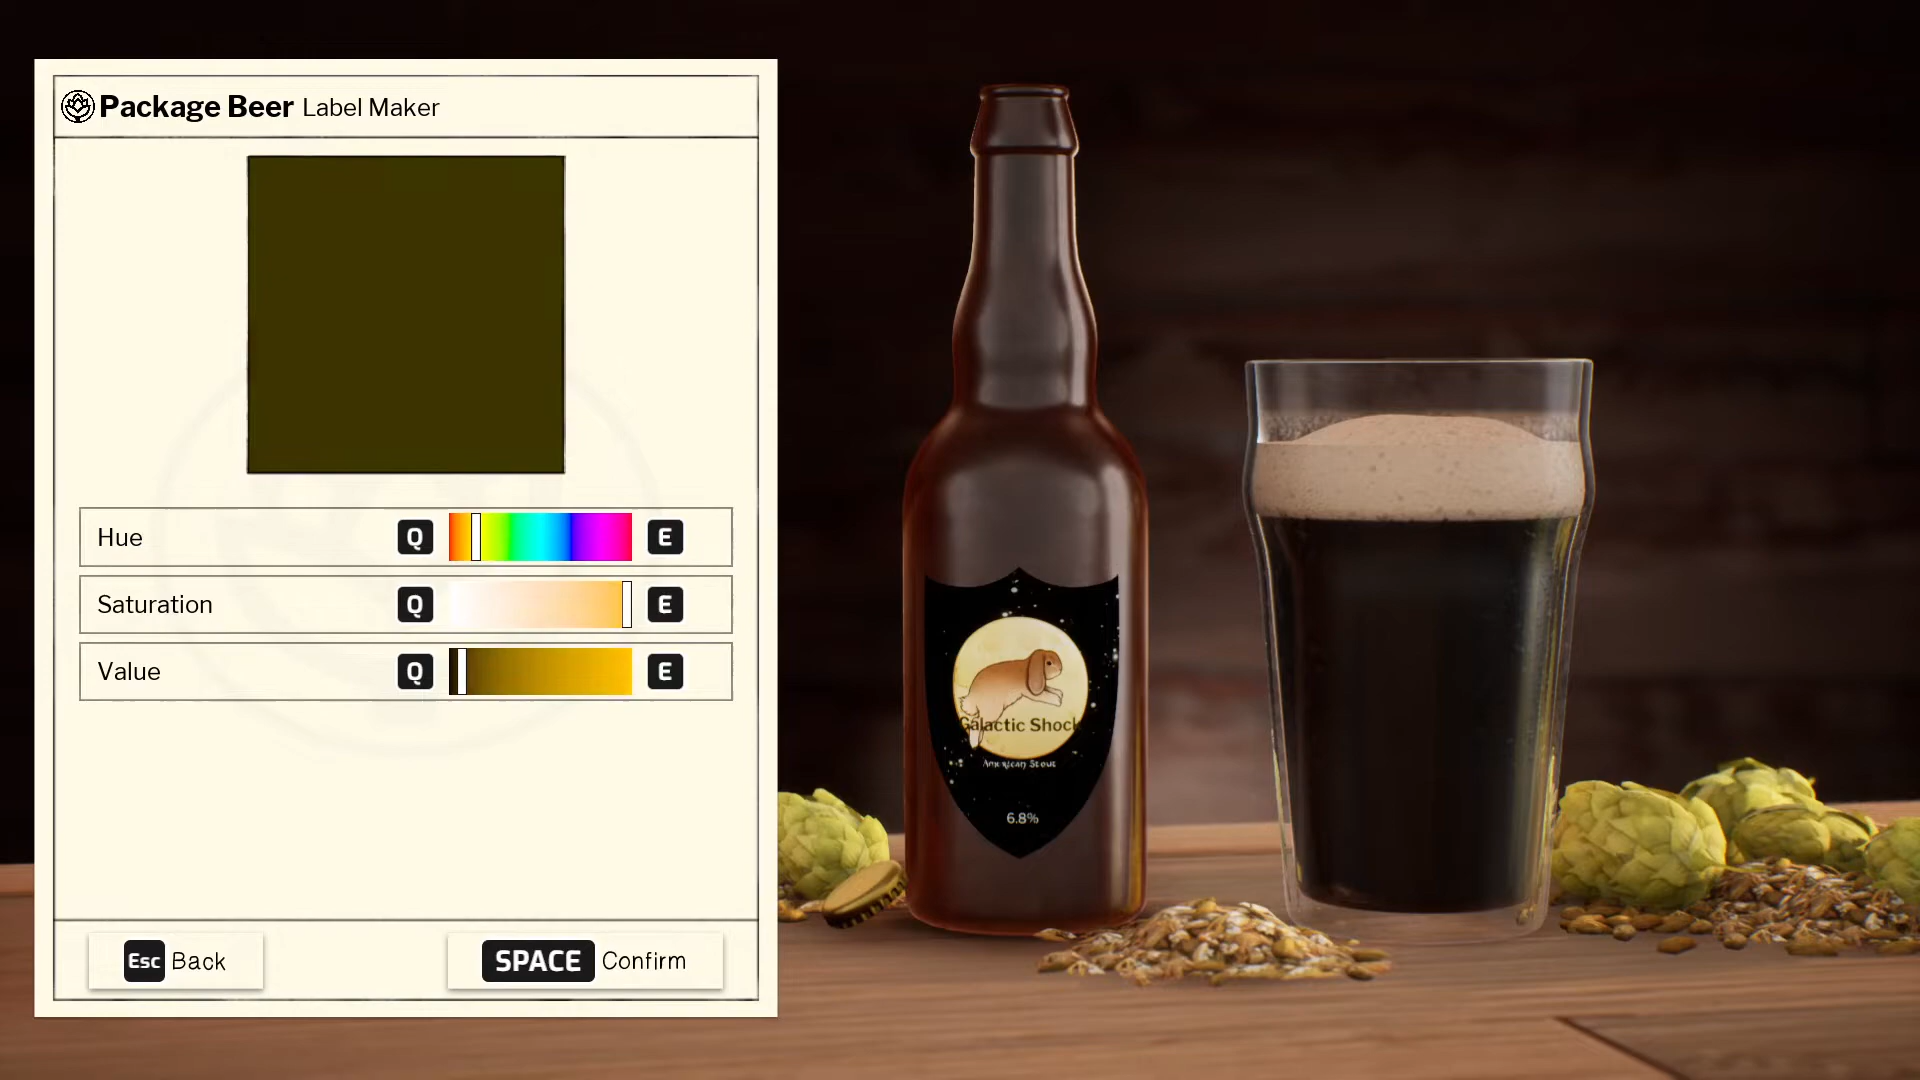 Package Beer Label Maker
Hue Q E
Saturation Q E
Value Q E
Esc Back SPACE Confirm
Galactic Shock
American Stout
6.8%